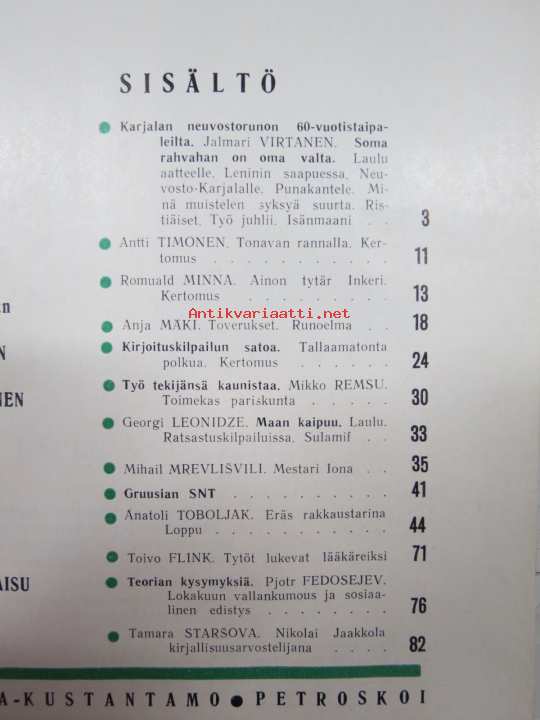 SISÄLTÖ
Karjalan neuvostorunon 60-vuotistaipa-
leilta. Jalmari VIRTANEN. Soma
rahvahan on oma valta. Laulu
aatteelle. Leninin saapuessa. Neu-
vosto-Karjalalle. Punakantele. Mi-
nä muistelen syksyä suurta. Ris-
tiäiset. Työ juhlii. Isänmaani . . 3
Antti TIMONEN. Tonavan rannalla. Ker-
tomus . . . . . . . . . . . 11
Romuald MINNA. Ainon tytär Inkeri.
Kertomus . . . . . . . . . . 13
Antikvariaatti.net
Anja MÄKI. Toverukset. Runoelma . . 18
Kirjoituskilpailun satoa. Tallaamatonta
polkua. Kertomus . . . . . . . 24
Työ tekijänsä kaunistaa. Mikko REMSU.
Toimekas pariskunta . . . . . . 30
Georgi LEONIDZE. Maan kaipuu. Laulu.
Ratsastuskilpailuissa. Sulamif . . 33
Mihail MREVLISVILI. Mestari Iona . . 35
Gruusian SNT . . . . . . . . . 41
Anatoli TOBOLJAK. Eräs rakkaustarina
Loppu . . . . . . . . . . . 44
Toivo FLINK. Tytöt lukevat lääkäreiksi 71
Teorian kysymyksiä. Pjotr FEDOSEJEV.
Lokakuun vallankumous ja sosiaa-
linen edistys . . . . . . . . 76
Tamara STARSOVA. Nikolai Jaakkola
kirjallisuusarvostelijana . . . . 82
N
NEN
AISU
A-KUSTANTAMO ● PETROSKOI